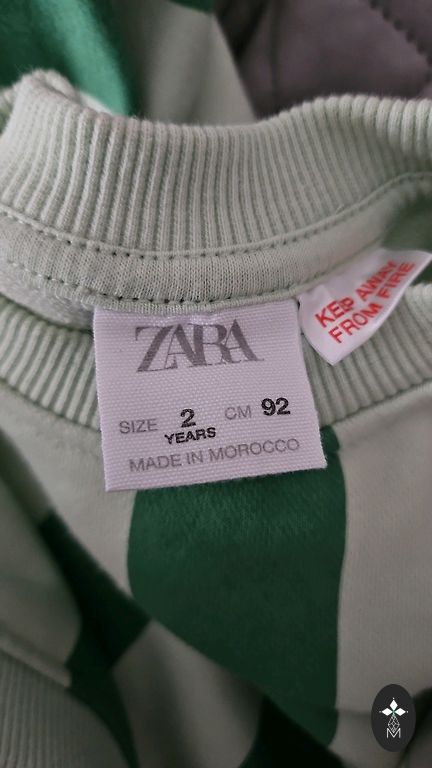 ZARA
SIZE 2 YEARS CM 92
MADE IN MOROCCO
KEEP AWAY
FROM FIRE
M